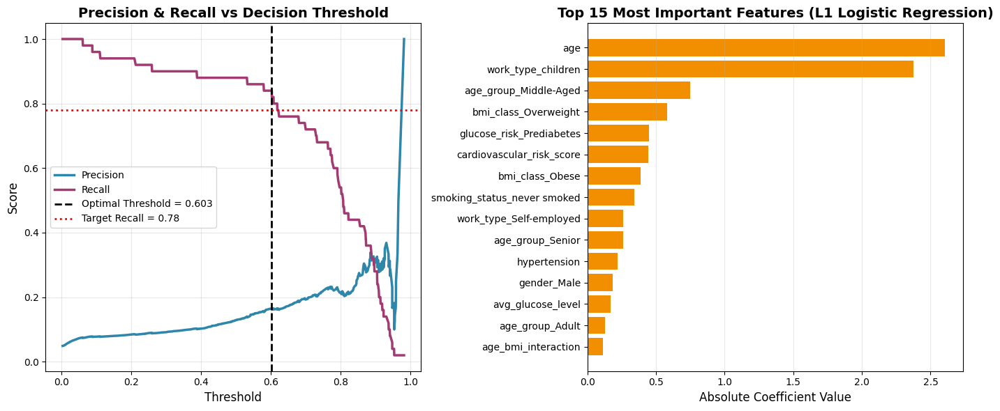 Precision & Recall vs Decision Threshold
Score
1.0
0.8
0.6
0.4
0.2
0.0
Precision
Recall
Optimal Threshold = 0.603
Target Recall = 0.78
0.0 0.2 0.4 0.6 0.8 1.0
Threshold
Top 15 Most Important Features (L1 Logistic Regression)
age
work_type_children
age_group_Middle-Aged
bmi_class_Overweight
glucose_risk_Prediabetes
cardiovascular_risk_score
bmi_class_Obese
smoking_status_never smoked
work_type_Self-employed
age_group_Senior
hypertension
gender_Male
avg_glucose_level
age_group_Adult
age_bmi_interaction
0.0 0.5 1.0 1.5 2.0 2.5
Absolute Coefficient Value